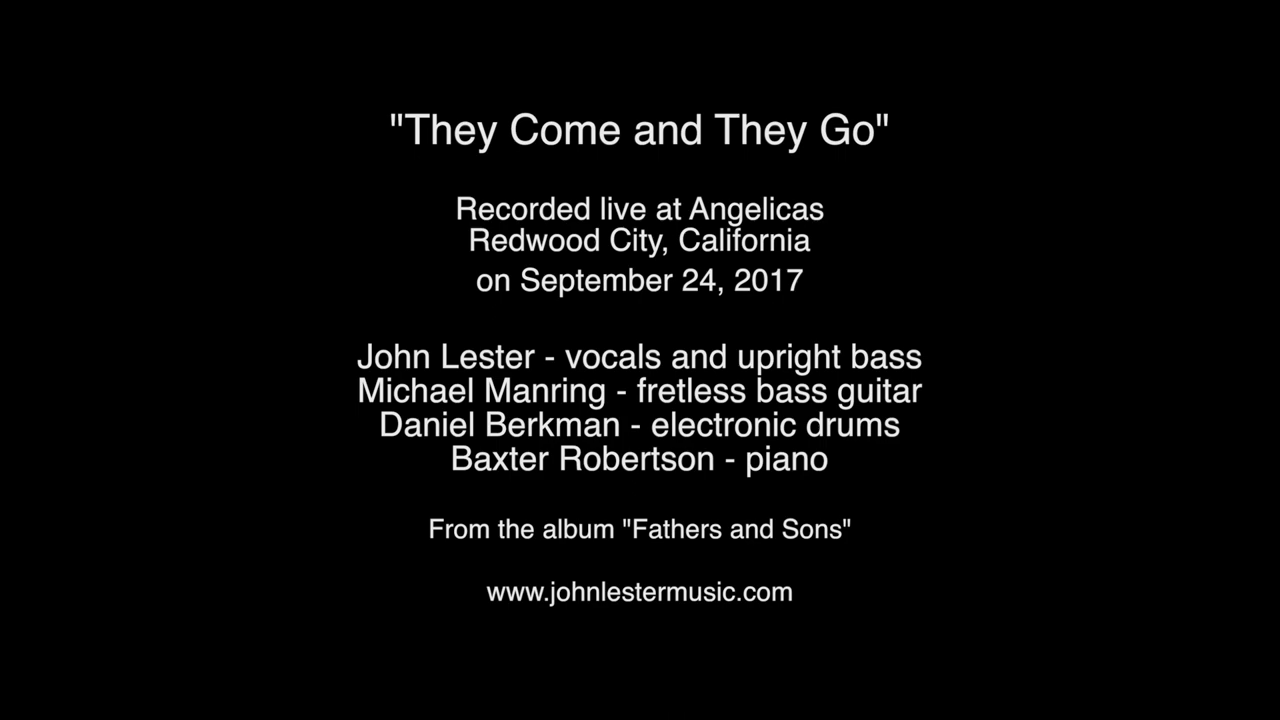 "They Come and They Go"
Recorded live at Angelicas
Redwood City, California
on September 24, 2017
John Lester - vocals and upright bass
Michael Manring - fretless bass guitar
Daniel Berkman - electronic drums
Baxter Robertson - piano
From the album "Fathers and Sons"
www.johnlestermusic.com